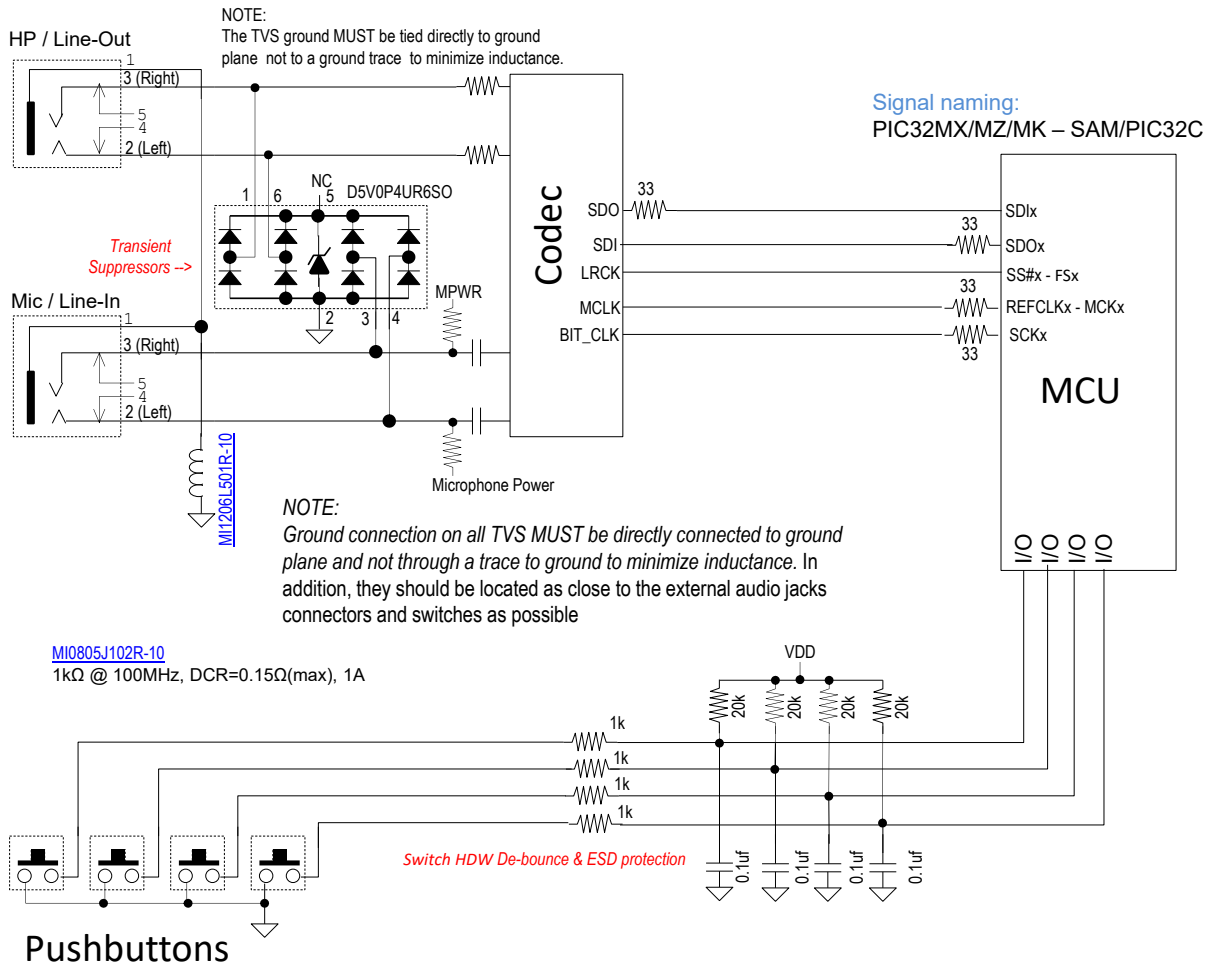 NOTE:
The TVS ground MUST be tied directly to ground
plane not to a ground trace to minimize inductance.
HP / Line-Out
1
3 (Right)
5
4
2 (Left)
Signal naming:
PIC32MX/MZ/MK – SAM/PIC32C
NC
1
6
5
D5V0P4UR6SO
Transient
Suppressors -->
2
3
4
MPWR
Mic / Line-In
1
3 (Right)
5
4
2 (Left)
MI1206L501R-10
Microphone Power
Codec
SDO
SDI
LRCK
MCLK
BIT_CLK
33
33
33
33
SDIx
SDOx
SS#x - FSx
REFCLKx - MCKx
SCKx
MCU
I/O
I/O
I/O
I/O
NOTE:
Ground connection on all TVS MUST be directly connected to ground
plane and not through a trace to ground to minimize inductance. In
addition, they should be located as close to the external audio jacks
connectors and switches as possible
MI0805J102R-10
1kΩ @ 100MHz, DCR=0.15Ω(max), 1A
VDD
20k
20k
20k
20k
1k
1k
1k
1k
Switch HDW De-bounce & ESD protection
0.1uf
0.1uf
0.1uf
0.1uf
Pushbuttons